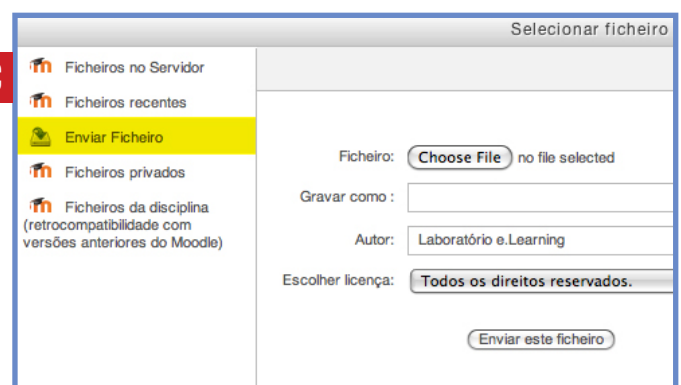 Selecionar ficheiro
Ficheiros no Servidor
Ficheiros recentes
Enviar Ficheiro
Ficheiros privados
Ficheiros da disciplina
(retrocompatibilidade com
versões anteriores do Moodle)
Ficheiro: Choose File no file selected
Gravar como :
Autor: Laboratório e.Learning
Escolher licença: Todos os direitos reservados.
Enviar este ficheiro